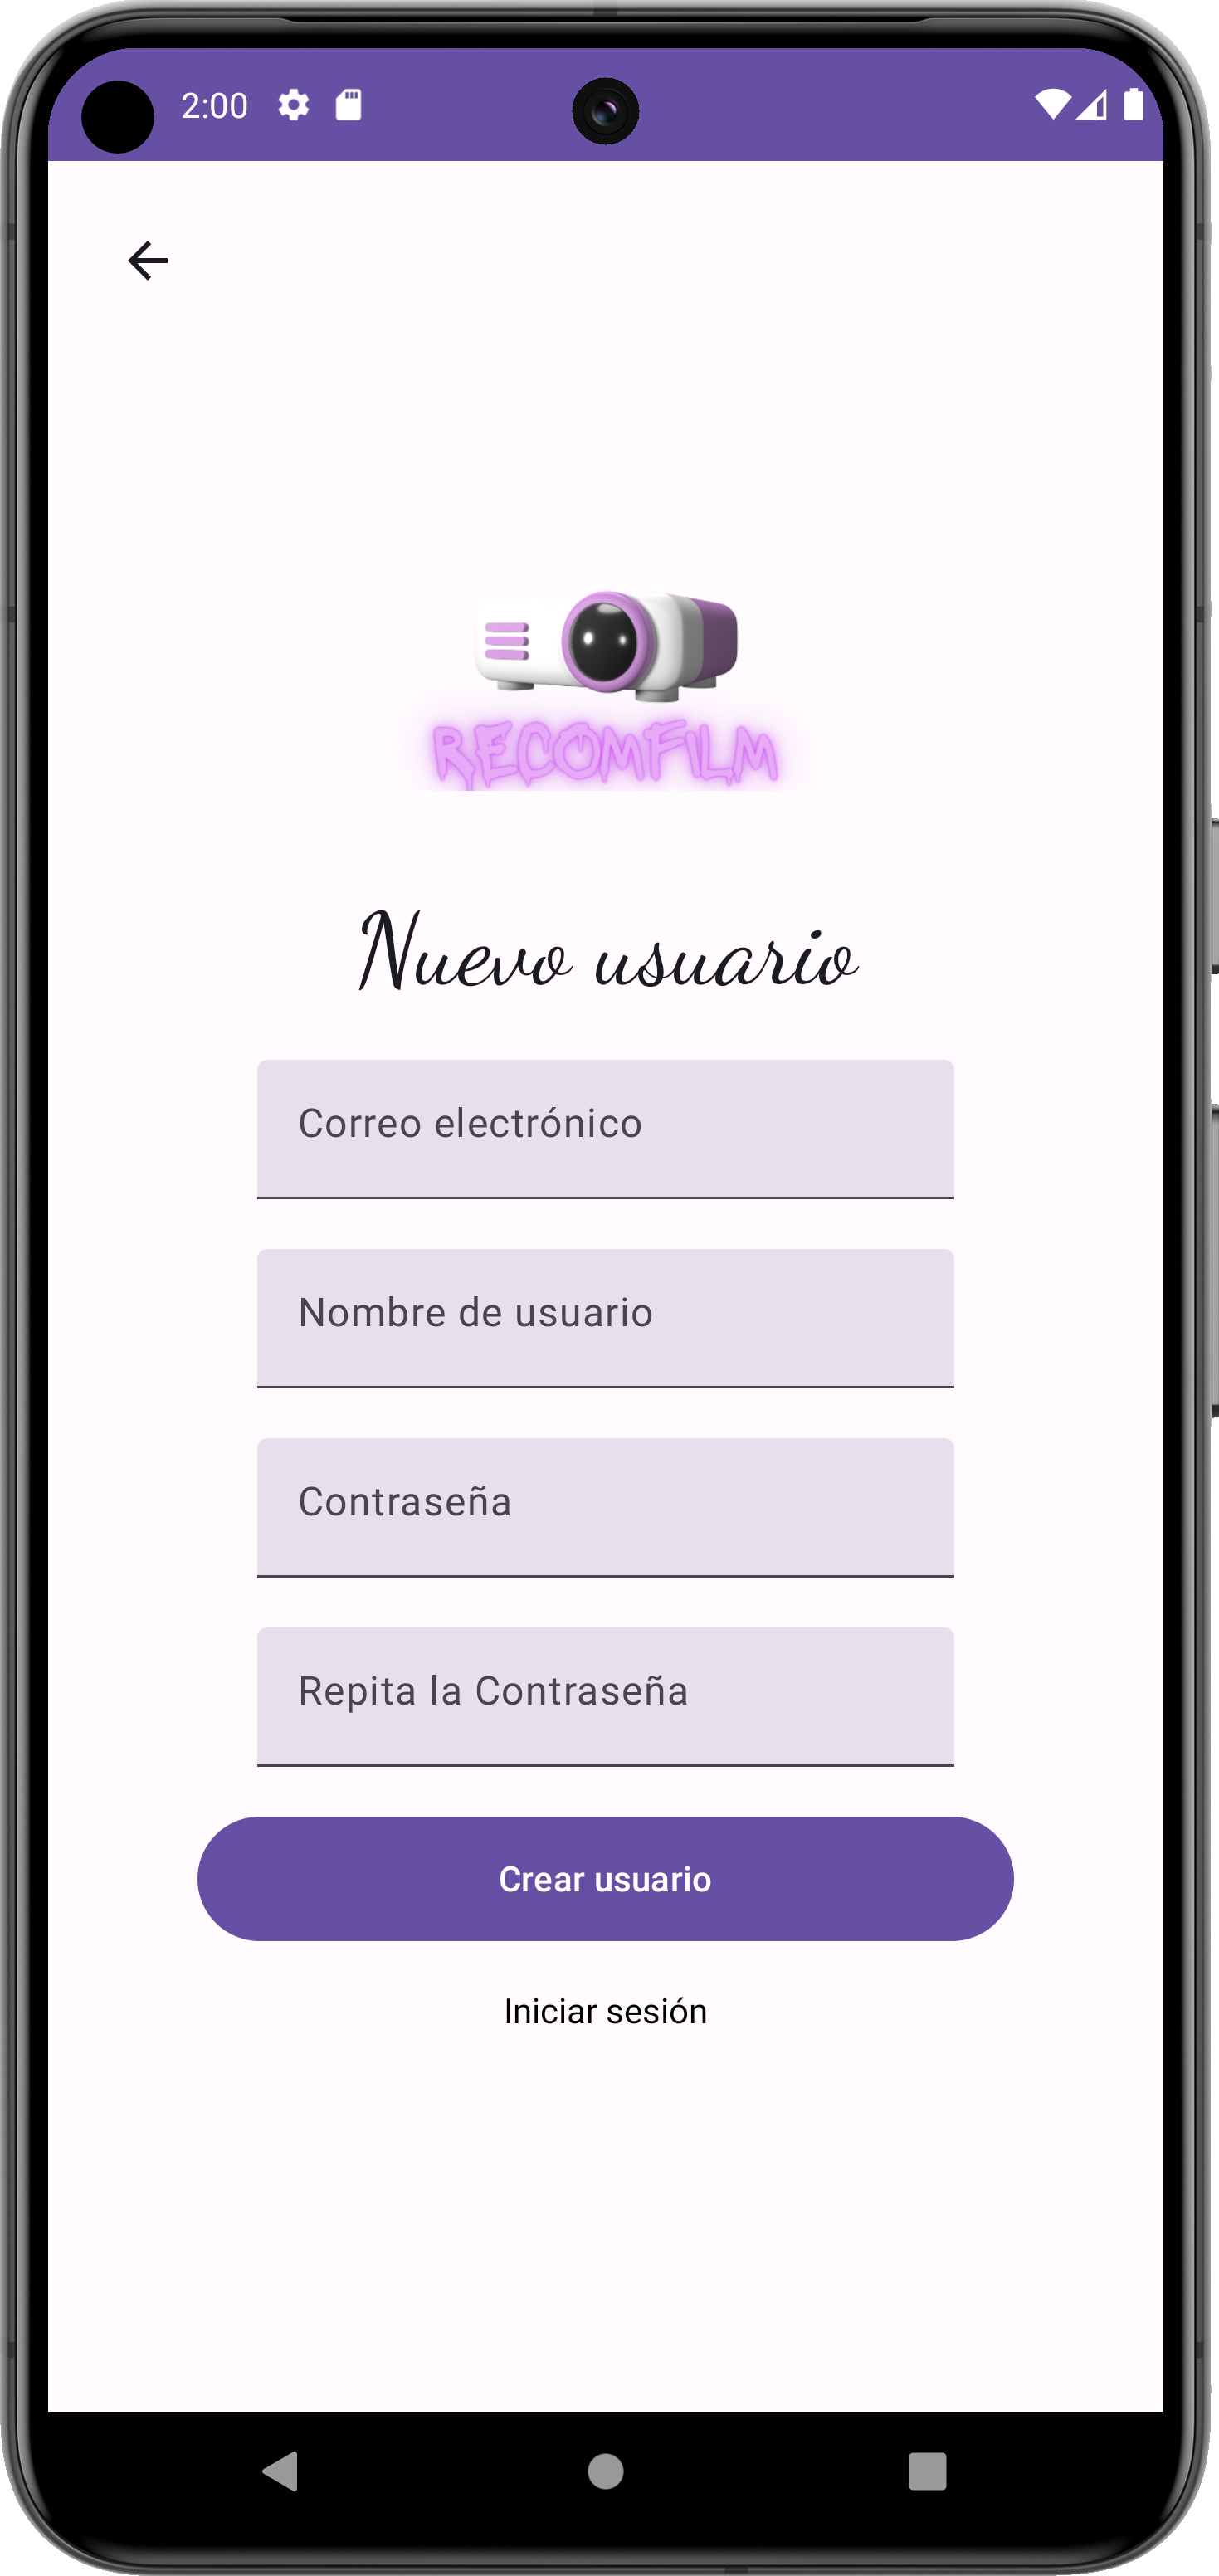 2:00
RECOMFILM
Nuevo usuario
Correo electrónico
Nombre de usuario
Contraseña
Repita la Contraseña
Crear usuario
Iniciar sesión